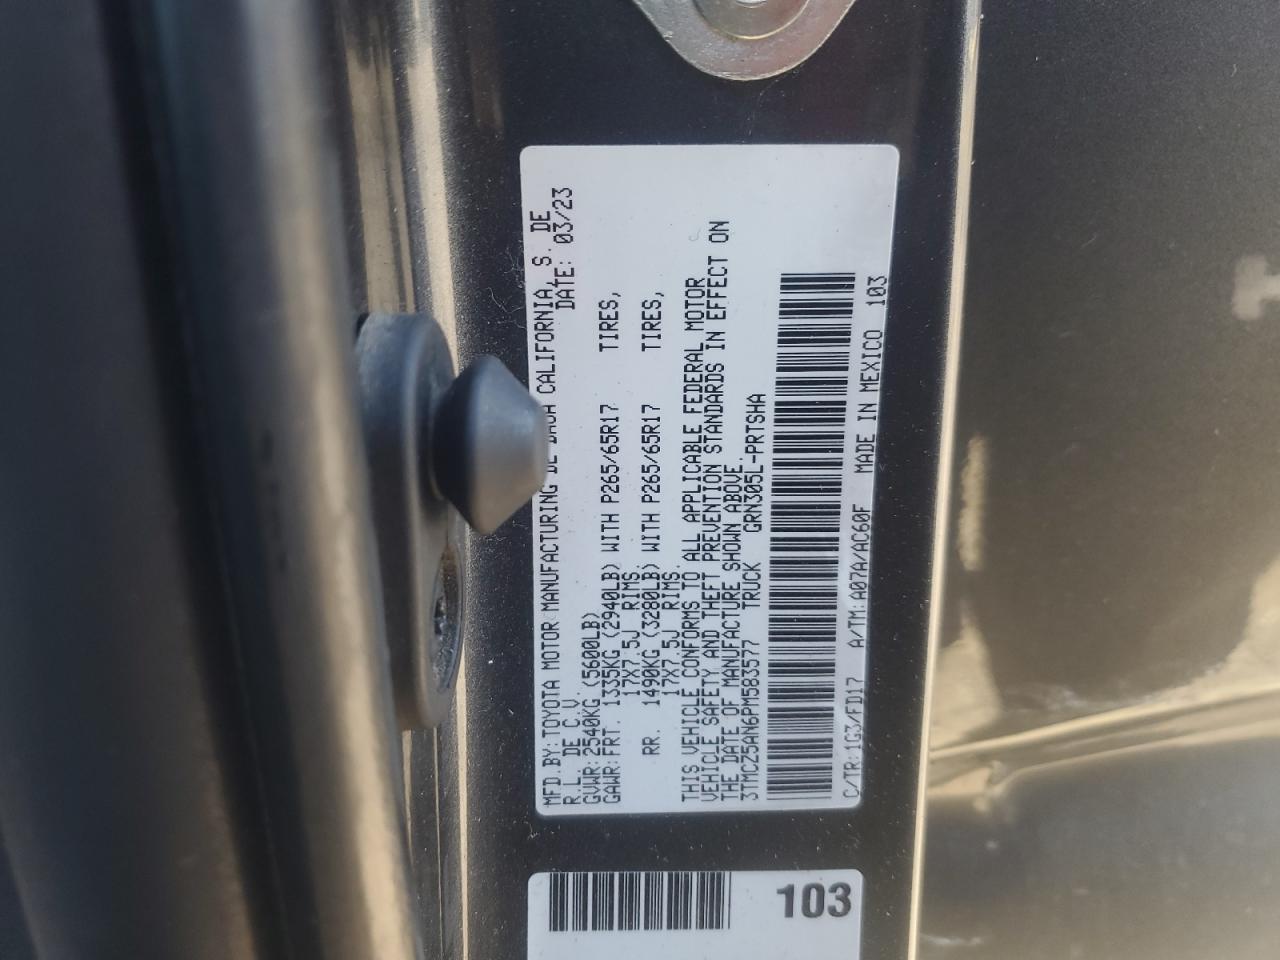 MFD.BY:TOYOTA MOTOR MANUFACTURING DE BAJA CALIFORNIA, S. DE
R.L. DE C.V. DATE: 03/23
GVWR:2540KG (5600LB)
GAWR:FRT. 1335KG (2940LB) WITH P265/65R17 TIRES,
17X7.5J RIMS.
RR. 1490KG (3280LB) WITH P265/65R17 TIRES,
17X7.5J RIMS.
THIS VEHICLE CONFORMS TO ALL APPLICABLE FEDERAL MOTOR
VEHICLE SAFETY AND THEFT PREVENTION STANDARDS IN EFFECT ON
THE DATE OF MANUFACTURE SHOWN ABOVE.
3TMCZ5AN6PM583577 TRUCK GRN305L-PRTSHA
C/TR:1G3/FD17 A/TM:A07A/AC60F MADE IN MEXICO 103
103